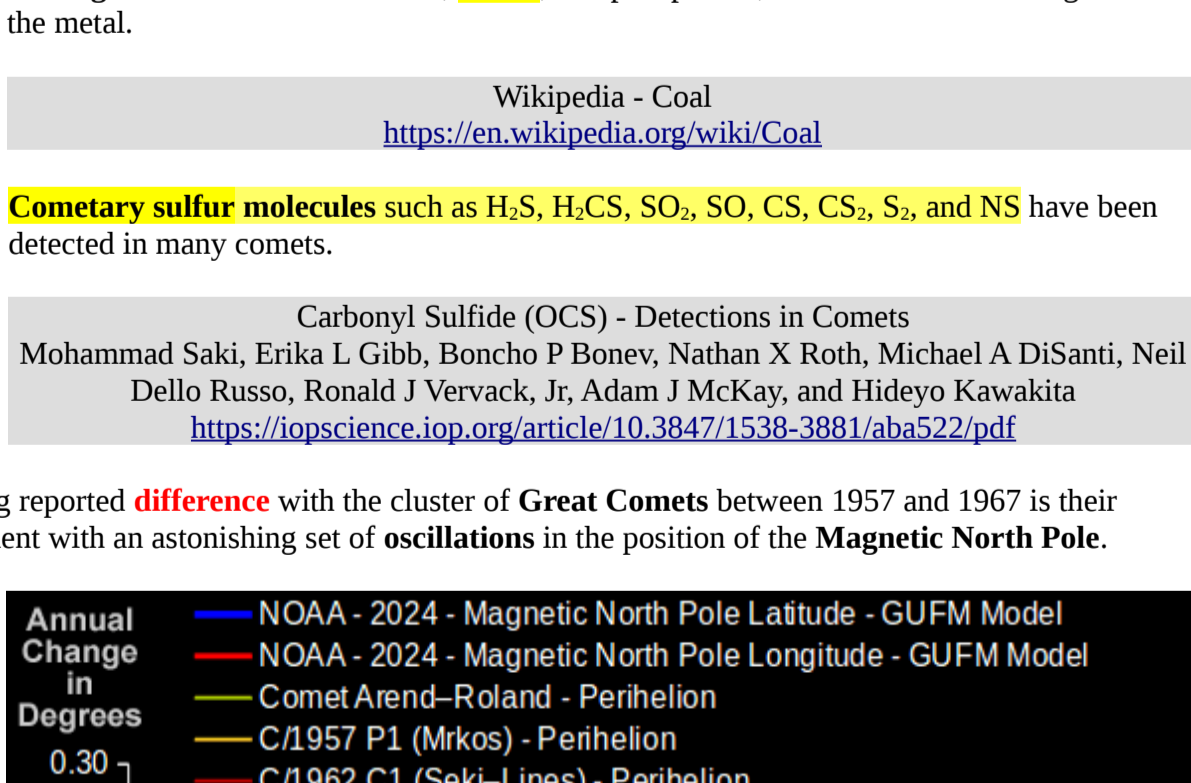 the metal.
Wikipedia - Coal
https://en.wikipedia.org/wiki/Coal
Cometary sulfur molecules such as H₂S, H₂CS, SO₂, SO, CS, CS₂, S₂, and NS have been
detected in many comets.
Carbonyl Sulfide (OCS) - Detections in Comets
Mohammad Saki, Erika L Gibb, Boncho P Bonev, Nathan X Roth, Michael A DiSanti, Neil
Dello Russo, Ronald J Vervack, Jr, Adam J McKay, and Hideyo Kawakita
https://iopscience.iop.org/article/10.3847/1538-3881/aba522/pdf
reported difference with the cluster of Great Comets between 1957 and 1967 is their
with an astonishing set of oscillations in the position of the Magnetic North Pole.
Annual
Change
in
Degrees
0.30
NOAA - 2024 - Magnetic North Pole Latitude - GUFM Model
NOAA - 2024 - Magnetic North Pole Longitude - GUFM Model
Comet Arend–Roland - Perihelion
C/1957 P1 (Mrkos) - Perihelion
C/1962 C1 (Seki–Lines) - Perihelion